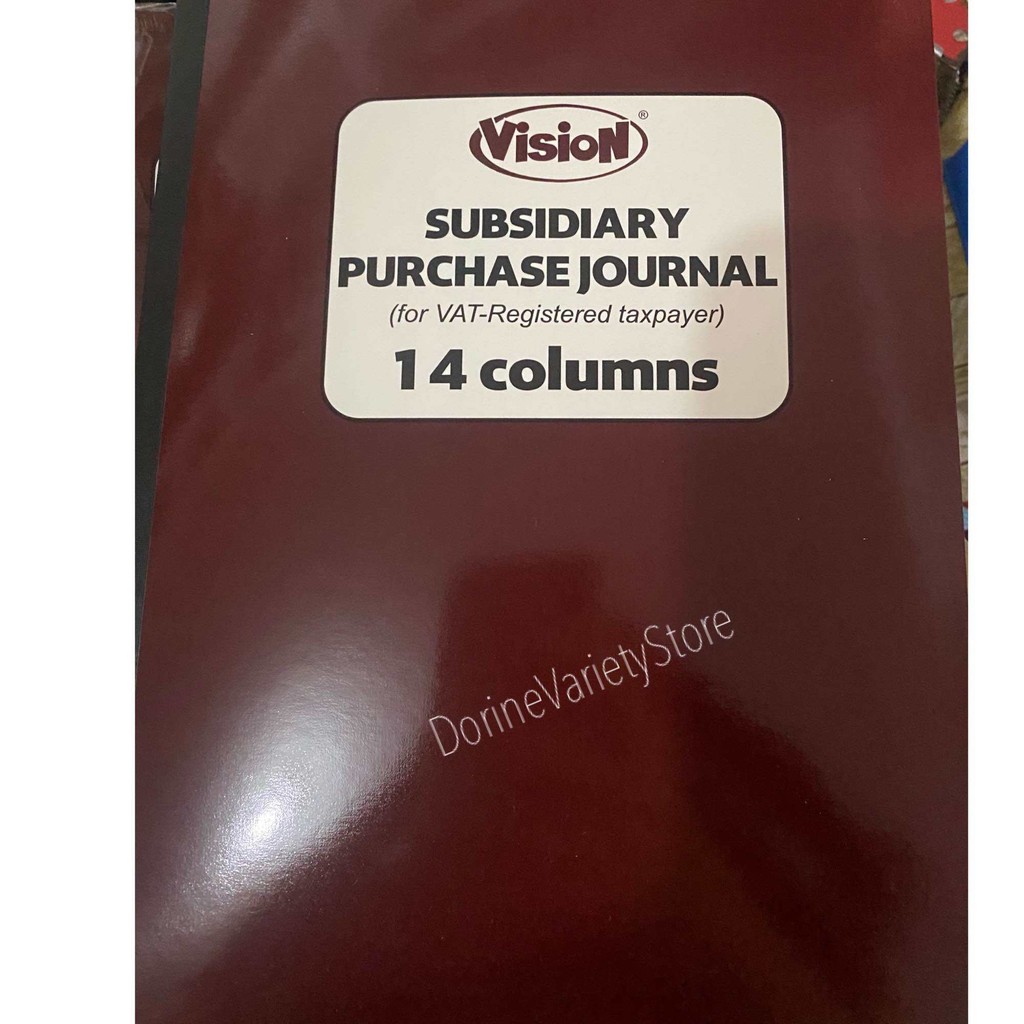 VisioN®
SUBSIDIARY
PURCHASE JOURNAL
(for VAT-Registered taxpayer)
14 columns
DorineVarietyStore